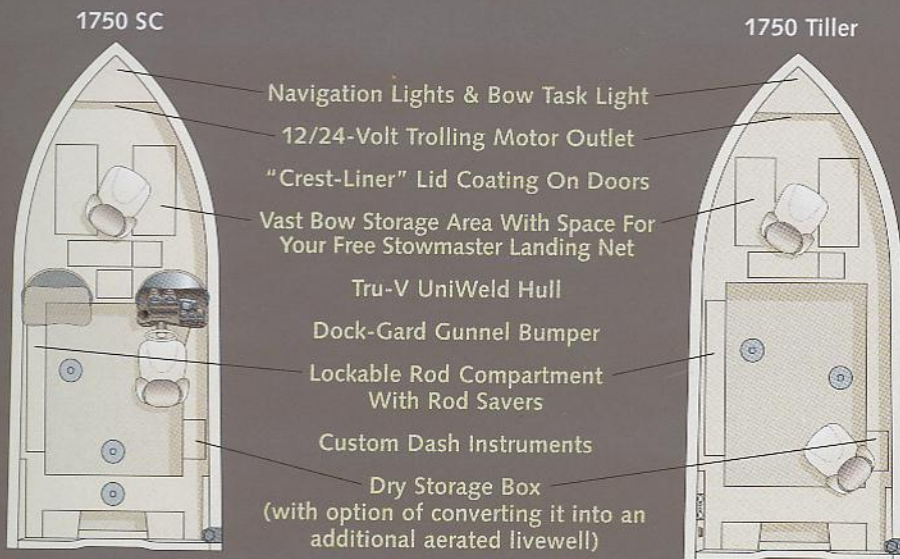 1750 SC
1750 Tiller
Navigation Lights & Bow Task Light
12/24-Volt Trolling Motor Outlet
"Crest-Liner" Lid Coating On Doors
Vast Bow Storage Area With Space For
Your Free Stowmaster Landing Net
Tru-V UniWeld Hull
Dock-Gard Gunnel Bumper
Lockable Rod Compartment
With Rod Savers
Custom Dash Instruments
Dry Storage Box
(with option of converting it into an
additional aerated livewell)